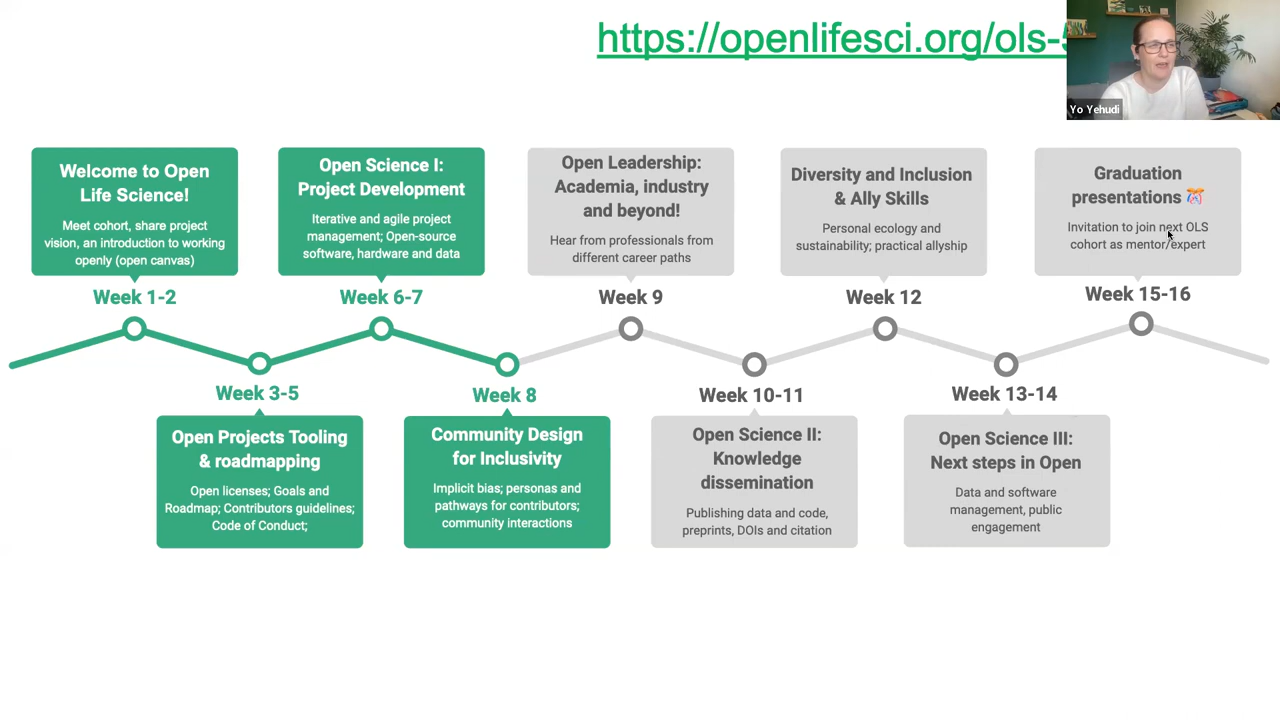 https://openlifesci.org/ols-
Yo Yehudi
Welcome to Open
Life Science!
Meet cohort, share project
vision, an introduction to working
openly (open canvas)
Week 1-2
Open Science I:
Project Development
Iterative and agile project
management; Open-source
software, hardware and data
Week 6-7
Open Leadership:
Academia, industry
and beyond!
Hear from professionals from
different career paths
Week 9
Diversity and Inclusion
& Ally Skills
Personal ecology and
sustainability; practical allyship
Week 12
Graduation
presentations
Invitation to join next OLS
cohort as mentor/expert
Week 15-16
Week 3-5
Open Projects Tooling
& roadmapping
Open licenses; Goals and
Roadmap; Contributors guidelines;
Code of Conduct;
Week 8
Community Design
for Inclusivity
Implicit bias; personas and
pathways for contributors;
community interactions
Week 10-11
Open Science II:
Knowledge
dissemination
Publishing data and code,
preprints, DOIs and citation
Week 13-14
Open Science III:
Next steps in Open
Data and software
management, public
engagement